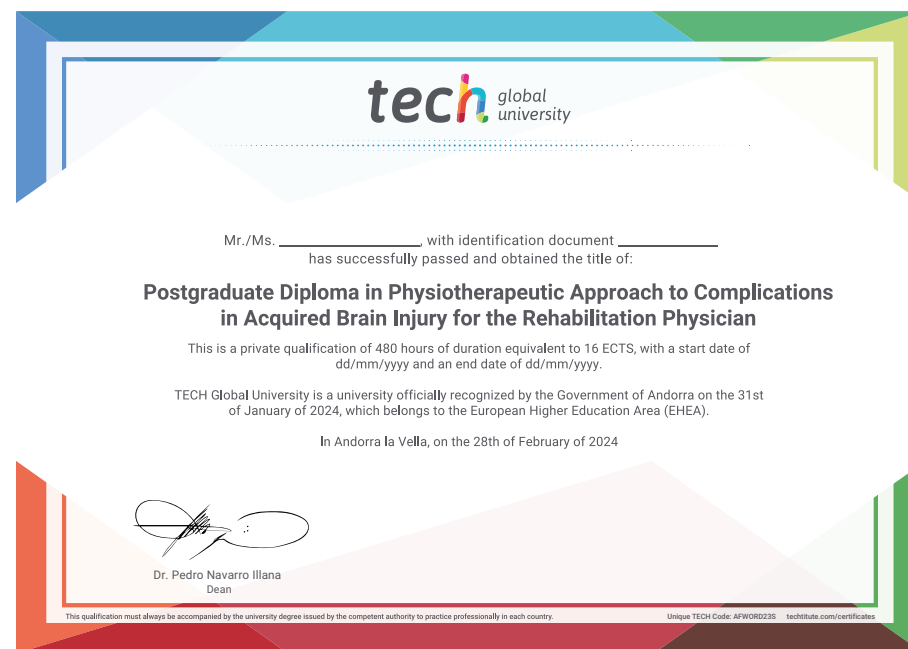 tech global university
Mr./Ms. ____________________, with identification document ______________
has successfully passed and obtained the title of:
Postgraduate Diploma in Physiotherapeutic Approach to Complications
in Acquired Brain Injury for the Rehabilitation Physician
This is a private qualification of 480 hours of duration equivalent to 16 ECTS, with a start date of
dd/mm/yyyy and an end date of dd/mm/yyyy.
TECH Global University is a university officially recognized by the Government of Andorra on the 31st
of January of 2024, which belongs to the European Higher Education Area (EHEA).
In Andorra la Vella, on the 28th of February of 2024
Dr. Pedro Navarro Illana
Dean
This qualification must always be accompanied by the university degree issued by the competent authority to practice professionally in each country. Unique TECH Code: AFWORD23S techtitute.com/certificates